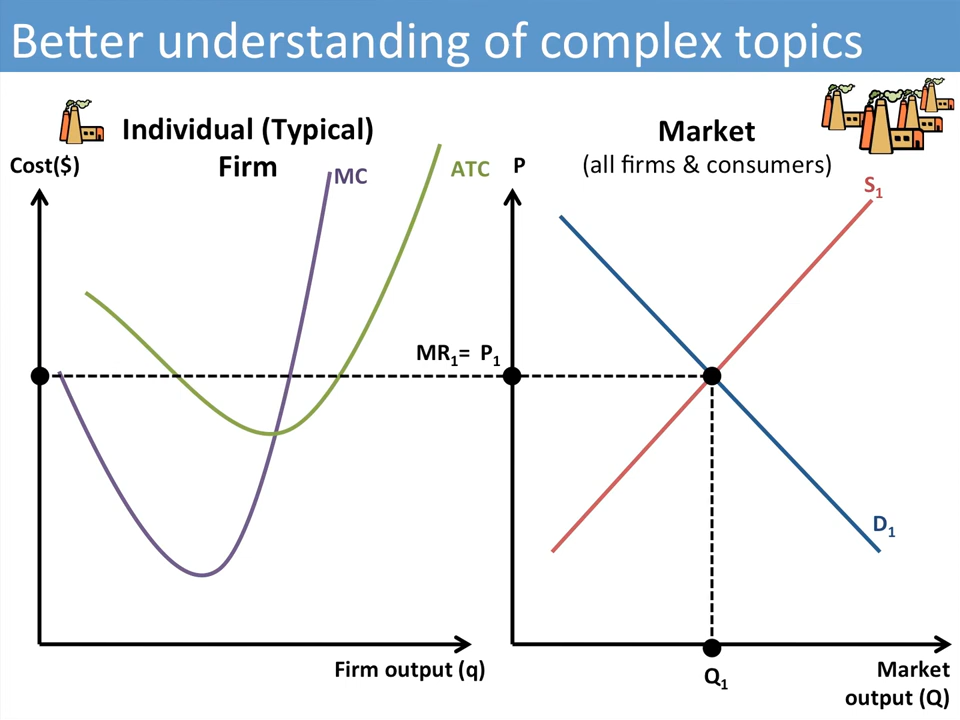 Better understanding of complex topics
Individual (Typical)
Firm
Cost($)
MC
ATC
P
Market
(all firms & consumers)
S1
MR1= P1
D1
Firm output (q)
Q1
Market
output (Q)